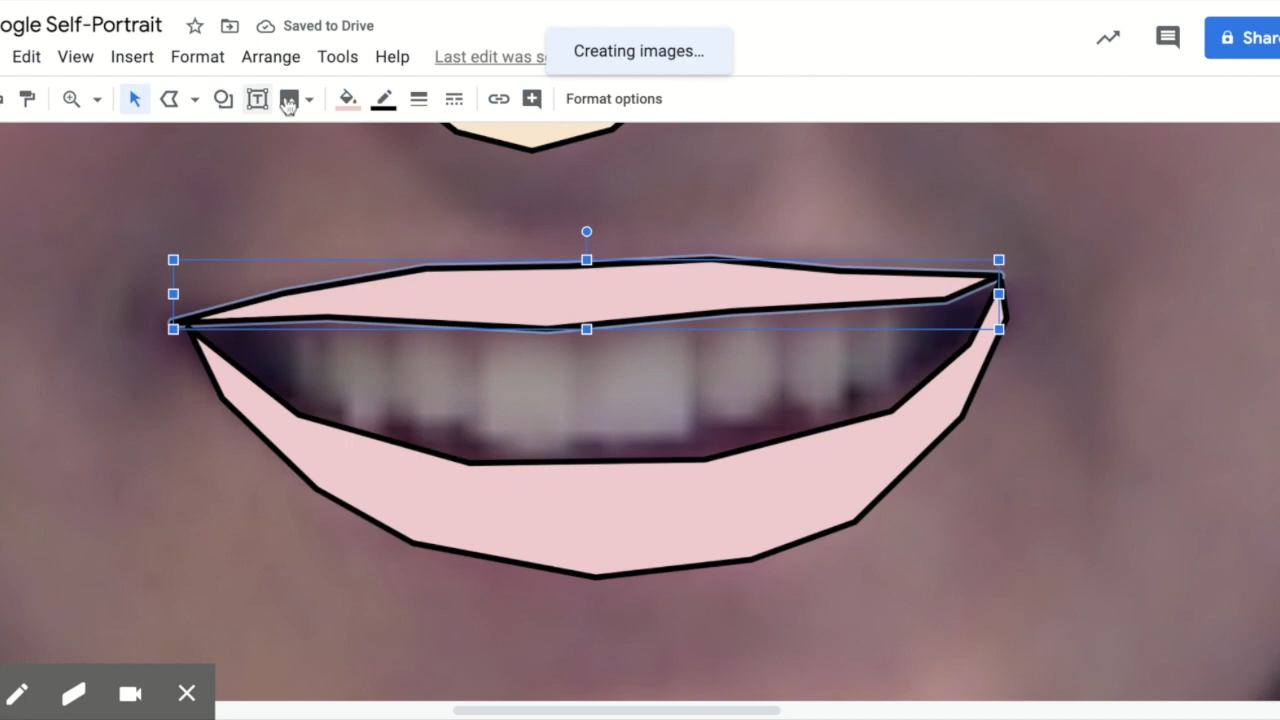 ogle Self-Portrait
Saved to Drive
Creating images...
Edit View Insert Format Arrange Tools Help Last edit was s
Shar
Format options